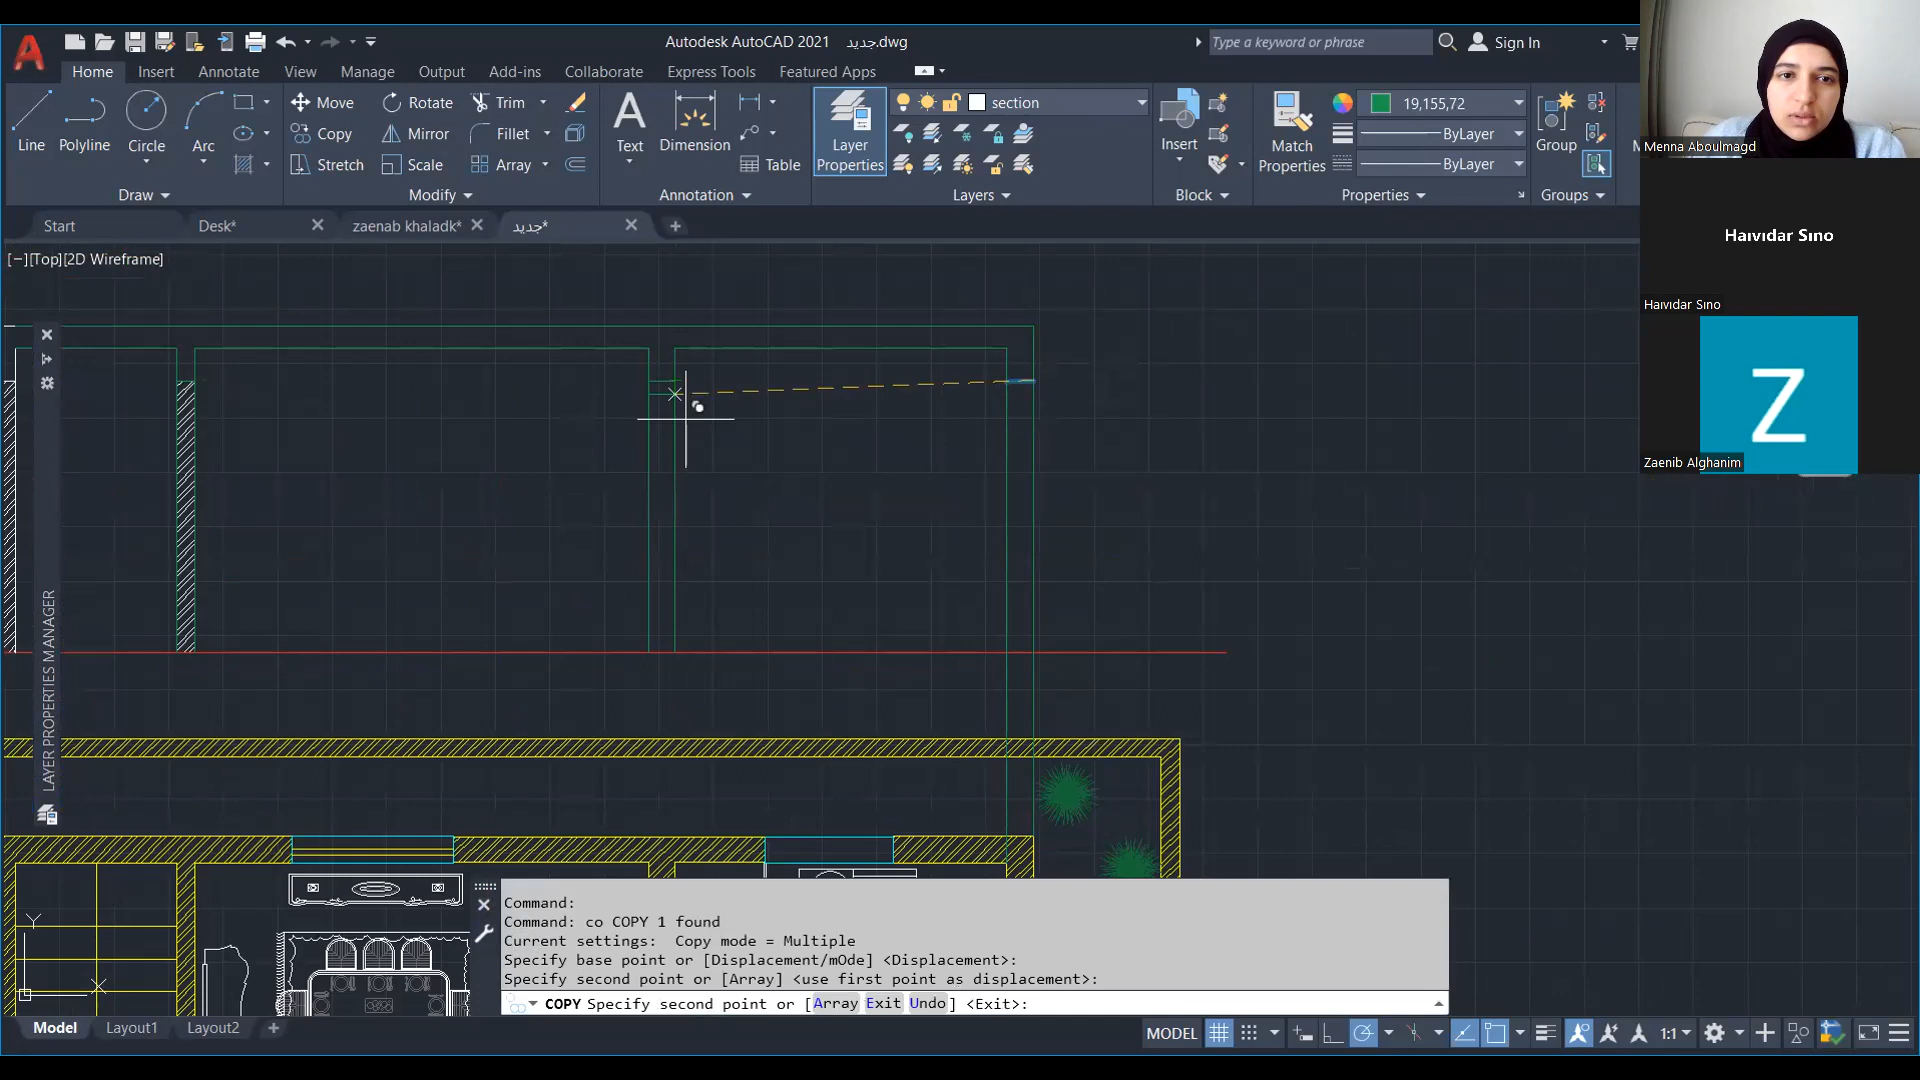 Autodesk AutoCAD 2021 جديد.dwg
Type a keyword or phrase
Sign In
Home Insert Annotate View Manage Output Add-ins Collaborate Express Tools Featured Apps
Line
Polyline
Circle
Arc
Move
Rotate
Trim
Copy
Mirror
Fillet
Stretch
Scale
Array
Text
Dimension
Table
Layer
Properties
section
Insert
Match
Properties
19,155,72
ByLayer
ByLayer
Group
Draw
Modify
Annotation
Layers
Block
Properties
Groups
Start
Desk*
zaenab khaladk*
جديد*
[−][Top][2D Wireframe]
LAYER PROPERTIES MANAGER
Y
Command:
Command: co COPY 1 found
Current settings: Copy mode = Multiple
Specify base point or [Displacement/mOde] <Displacement>:
Specify second point or [Array] <use first point as displacement>:
COPY Specify second point or [Array Exit Undo] <Exit>:
Model Layout1 Layout2
MODEL
1:1
Menna Aboulmagd
Haıvıdar Sıno
Haıvıdar Sıno
Z
Zaenib Alghanim